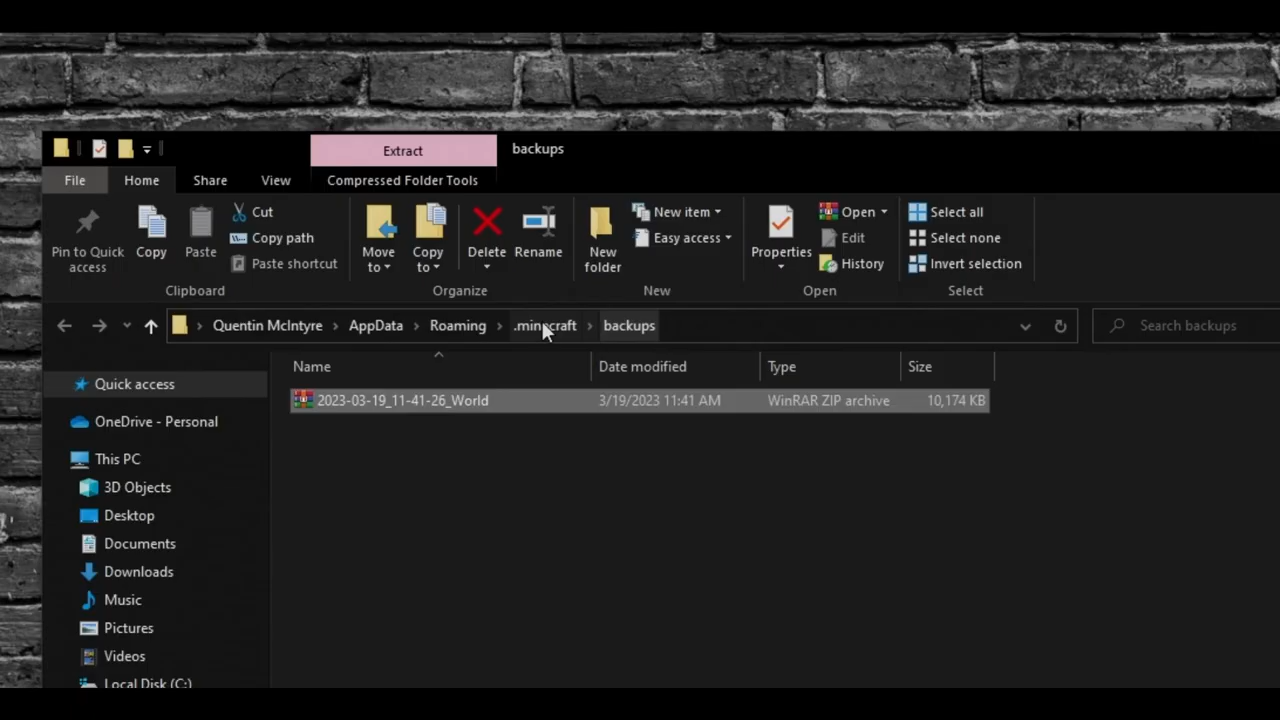 Extract
backups
File
Home
Share
View
Compressed Folder Tools
Pin to Quick access
Copy
Paste
Cut
Copy path
Paste shortcut
Clipboard
Move to
Copy to
Delete
Rename
Organize
New folder
New item
Easy access
New
Properties
Open
Edit
History
Open
Select all
Select none
Invert selection
Select
Quentin McIntyre
AppData
Roaming
.minecraft
backups
Search backups
Name
Date modified
Type
Size
2023-03-19_11-41-26_World
3/19/2023 11:41 AM
WinRAR ZIP archive
10,174 KB
Quick access
OneDrive - Personal
This PC
3D Objects
Desktop
Documents
Downloads
Music
Pictures
Videos
Local Disk (C:)